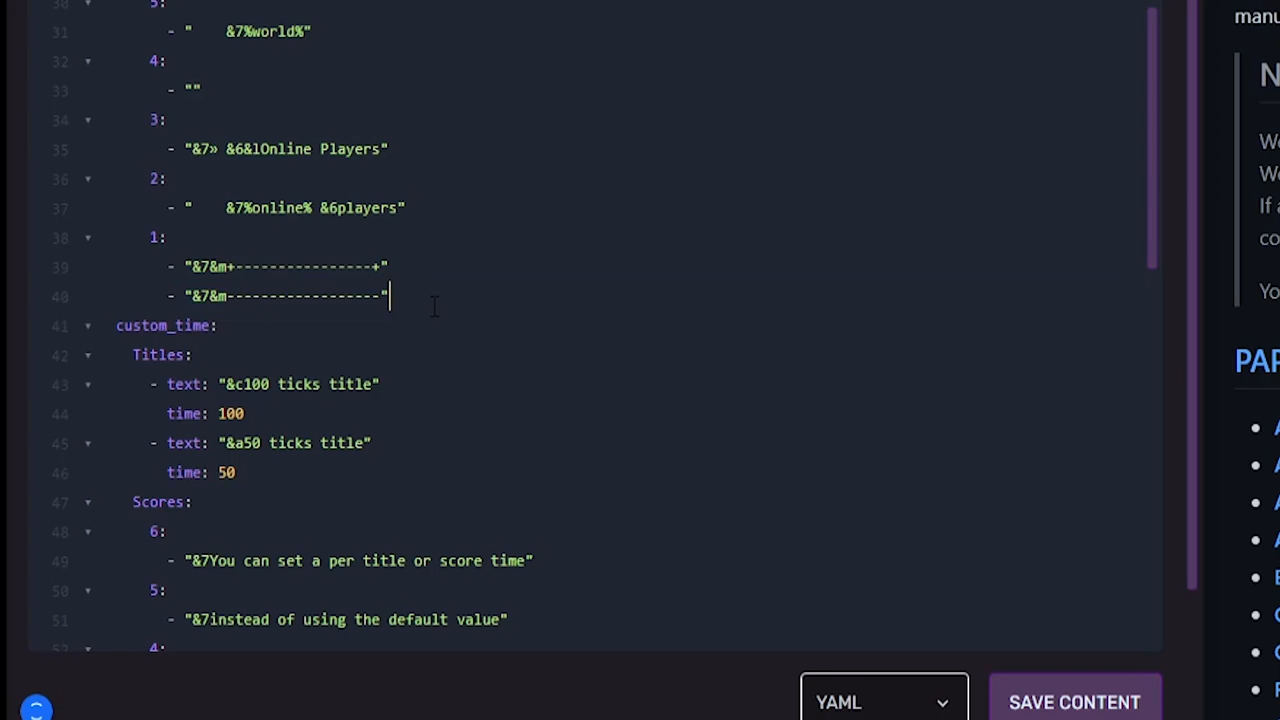 30 5:
31 - "    &7%world%"
32 4:
33 - ""
34 3:
35 - "&7» &6&lOnline Players"
36 2:
37 - "    &7%online% &6players"
38 1:
39 - "&7&m+----------------+"
40 - "&7&m------------------"
41 custom_time:
42 Titles:
43 - text: "&c100 ticks title"
44 time: 100
45 - text: "&a50 ticks title"
46 time: 50
47 Scores:
48 6:
49 - "&7You can set a per title or score time"
50 5:
51 - "&7instead of using the default value"
52 4:
YAML
SAVE CONTENT
manu
N
We
We
If a
co
Yo
PAP